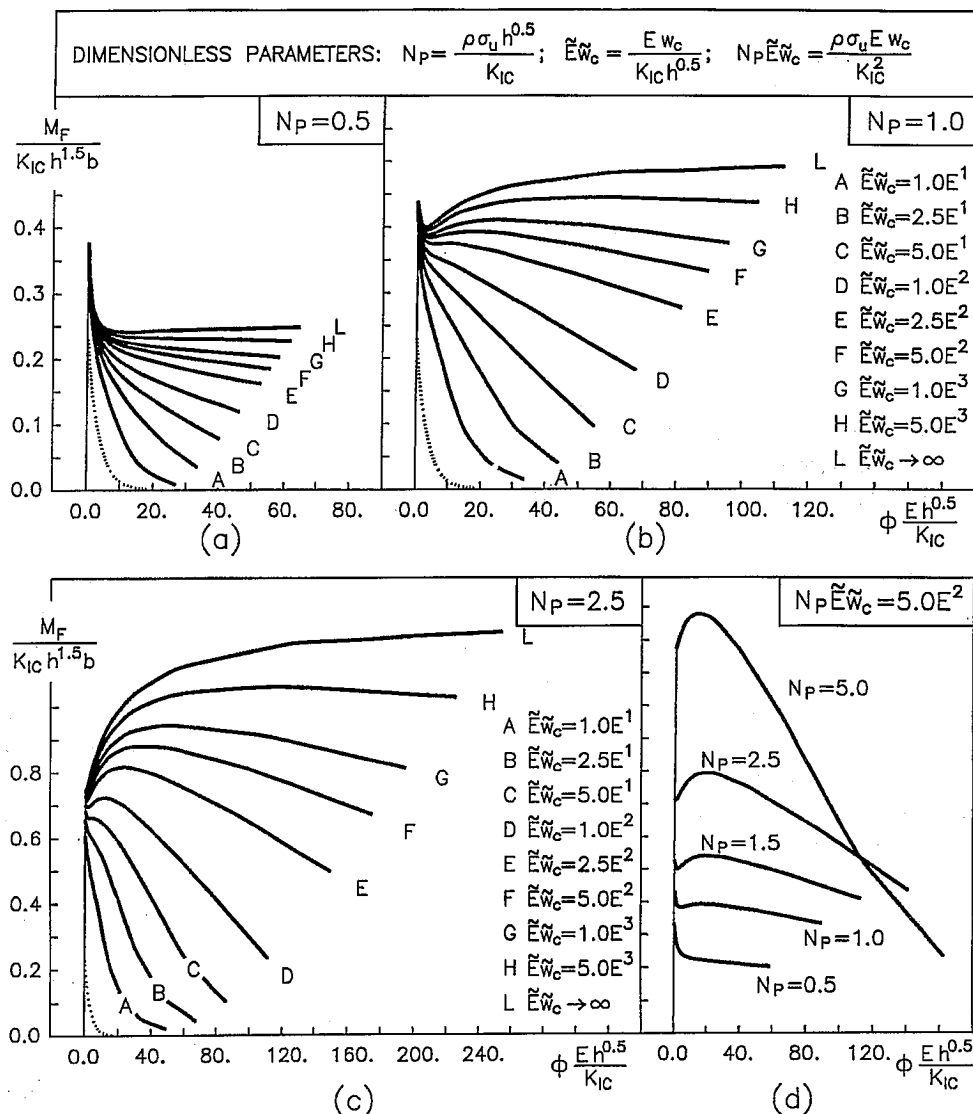 DIMENSIONLESS PARAMETERS: N_P = ρσ_u h^0.5 / K_IC ; Ẽw̃_c = E w_c / K_IC h^0.5 ; N_P Ẽw̃_c = ρσ_u E w_c / K_IC^2
M_F / K_IC h^1.5 b
N_P=0.5
0.4
0.3
0.2
0.1
0.0
L
H
G
F
E
D
C
B
A
0.0 20. 40. 60. 80.
(a)
N_P=1.0
L
H
G
F
E
D
C
B
A
A Ẽw̃_c=1.0E^1
B Ẽw̃_c=2.5E^1
C Ẽw̃_c=5.0E^1
D Ẽw̃_c=1.0E^2
E Ẽw̃_c=2.5E^2
F Ẽw̃_c=5.0E^2
G Ẽw̃_c=1.0E^3
H Ẽw̃_c=5.0E^3
L Ẽw̃_c→∞
0.0 20. 40. 60. 80. 100. 120.
ϕ E h^0.5 / K_IC
(b)
M_F / K_IC h^1.5 b
N_P=2.5
0.8
0.6
0.4
0.2
0.0
L
H
G
F
E
D
C
B
A
A Ẽw̃_c=1.0E^1
B Ẽw̃_c=2.5E^1
C Ẽw̃_c=5.0E^1
D Ẽw̃_c=1.0E^2
E Ẽw̃_c=2.5E^2
F Ẽw̃_c=5.0E^2
G Ẽw̃_c=1.0E^3
H Ẽw̃_c=5.0E^3
L Ẽw̃_c→∞
0.0 40. 80. 120. 160. 200. 240.
ϕ E h^0.5 / K_IC
(c)
N_P Ẽw̃_c=5.0E^2
N_P=5.0
N_P=2.5
N_P=1.5
N_P=1.0
N_P=0.5
0.0 40. 80. 120.
ϕ E h^0.5 / K_IC
(d)